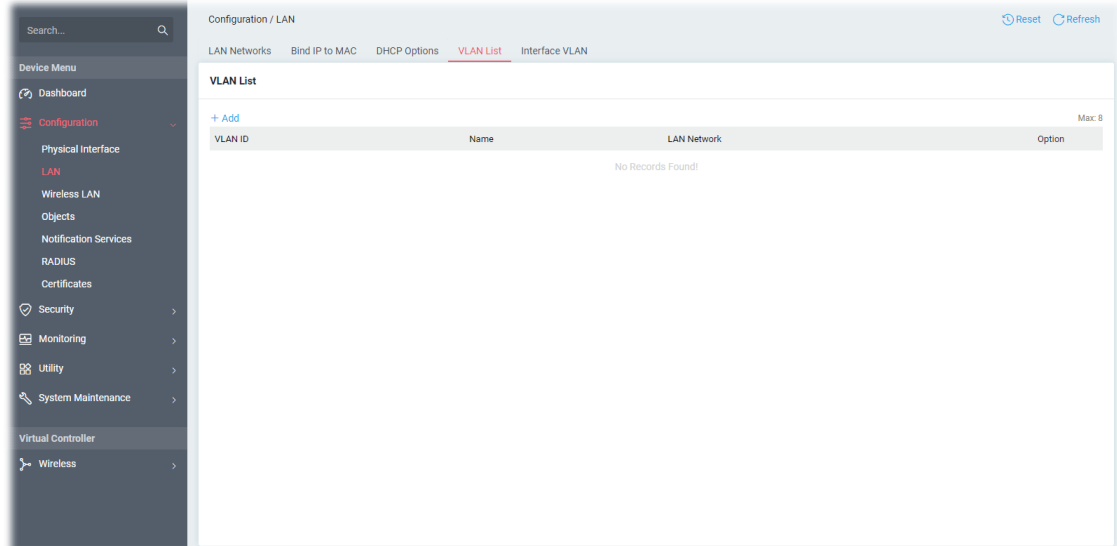 Search...
Device Menu
Dashboard
Configuration
Physical Interface
LAN
Wireless LAN
Objects
Notification Services
RADIUS
Certificates
Security
Monitoring
Utility
System Maintenance
Virtual Controller
Wireless
Configuration / LAN
Reset Refresh
LAN Networks Bind IP to MAC DHCP Options VLAN List Interface VLAN
VLAN List
+ Add Max: 8
VLAN ID Name LAN Network Option
No Records Found!